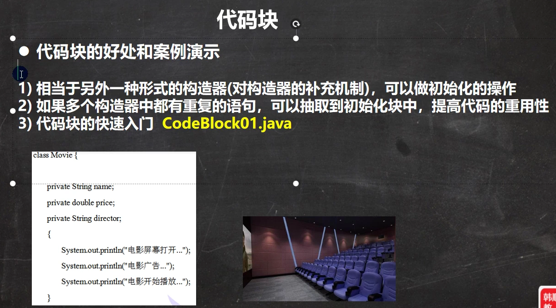 代码块
● 代码块的好处和案例演示
1) 相当于另外一种形式的构造器(对构造器的补充机制)，可以做初始化的操作
2) 如果多个构造器中都有重复的语句，可以抽取到初始化块中，提高代码的重用性
3) 代码块的快速入门 CodeBlock01.java
class Movie {
private String name;
private double price;
private String director;
{
System.out.println("电影屏幕打开...");
System.out.println("电影广告...");
System.out.println("电影开始播放...");
}